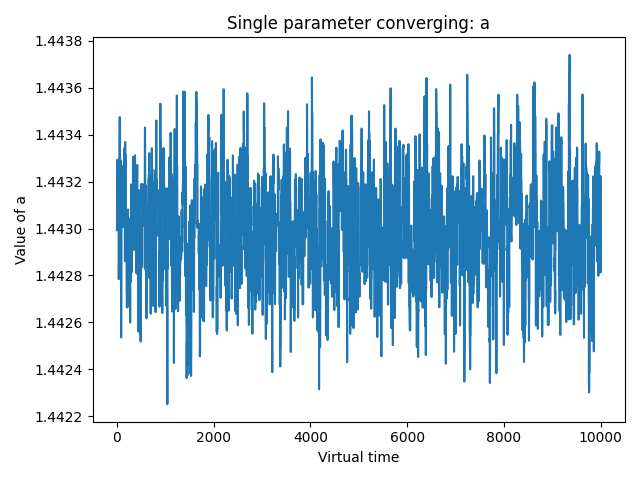 Single parameter converging: a
1.4438
1.4436
1.4434
1.4432
1.4430
1.4428
1.4426
1.4424
1.4422
Value of a
0 2000 4000 6000 8000 10000
Virtual time